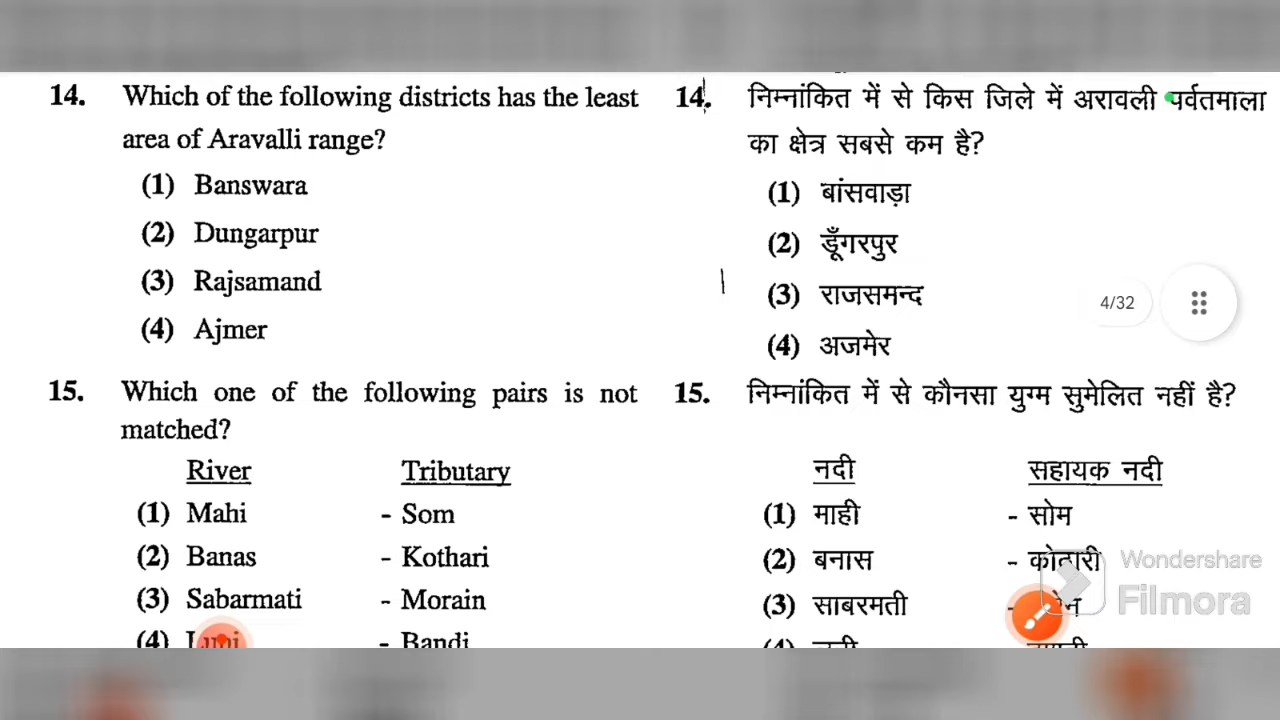 14. Which of the following districts has the least
area of Aravalli range?
(1) Banswara
(2) Dungarpur
(3) Rajsamand
(4) Ajmer
15. Which one of the following pairs is not
matched?
River Tributary
(1) Mahi - Som
(2) Banas - Kothari
(3) Sabarmati - Morain
(4) Luni - Bandi
14. निम्नांकित में से किस जिले में अरावली पर्वतमाला
का क्षेत्र सबसे कम है?
(1) बांसवाड़ा
(2) डूँगरपुर
(3) राजसमन्द
(4) अजमेर
15. निम्नांकित में से कौनसा युग्म सुमेलित नहीं है?
नदी सहायक नदी
(1) माही - सोम
(2) बनास - कोठारी
(3) साबरमती -
(4)
4/32
Wondershare
Filmora